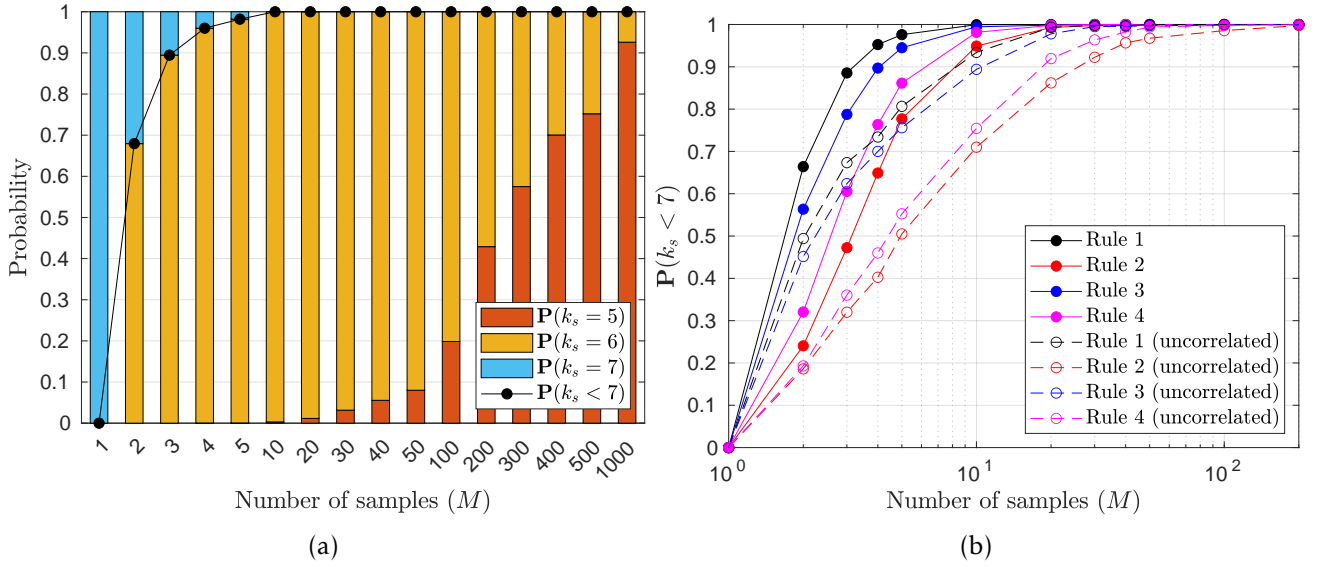 1
0.9
0.8
0.7
0.6
0.5
0.4
0.3
0.2
0.1
0
Probability
P(k_s = 5)
P(k_s = 6)
P(k_s = 7)
P(k_s < 7)
1 2 3 4 5 10 20 30 40 50 100 200 300 400 500 1000
Number of samples (M)
(a)
1
0.9
0.8
0.7
0.6
0.5
0.4
0.3
0.2
0.1
0
P(k_s < 7)
Rule 1
Rule 2
Rule 3
Rule 4
Rule 1 (uncorrelated)
Rule 2 (uncorrelated)
Rule 3 (uncorrelated)
Rule 4 (uncorrelated)
10^0 10^1 10^2
Number of samples (M)
(b)